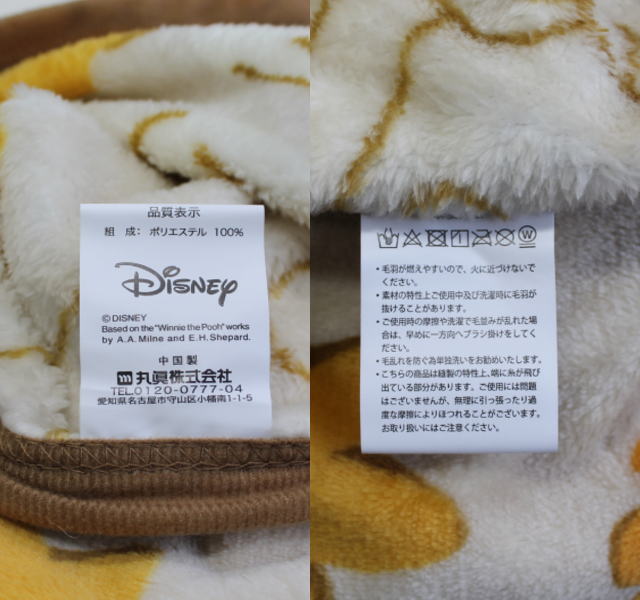 品質表示
組 成： ポリエステル 100%
Disney
©DISNEY
Based on the "Winnie the Pooh" works
by A.A. Milne and E.H. Shepard.
中国製
丸眞株式会社
TEL.0120-0777-04
愛知県名古屋市守山区小幡南1-1-5
・毛羽が燃えやすいので、火に近づけないで
ください。
・素材の特性上ご使用中及び洗濯時に毛羽が
抜けることがあります。
・ご使用時の摩擦や洗濯で毛並みが乱れた場
合は、早めに一方向へブラシ掛けをしてく
ださい。
・毛乱れを防ぐ為単独洗いをお勧めいたします。
・こちらの商品は縫製の特性上、端に糸が飛び
出ている部分があります。ご使用には問題
はございませんが、無理に引っ張ったり過
度な摩擦によりほつれることがございます。
お取り扱いにはご注意ください。